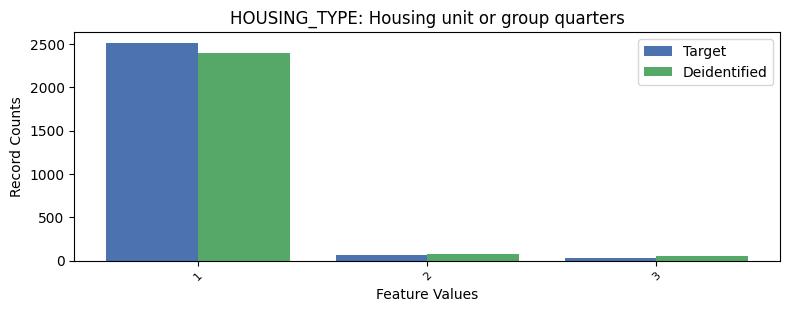 HOUSING_TYPE: Housing unit or group quarters
Target
Deidentified
Record Counts
2500
2000
1500
1000
500
0
1
2
3
Feature Values